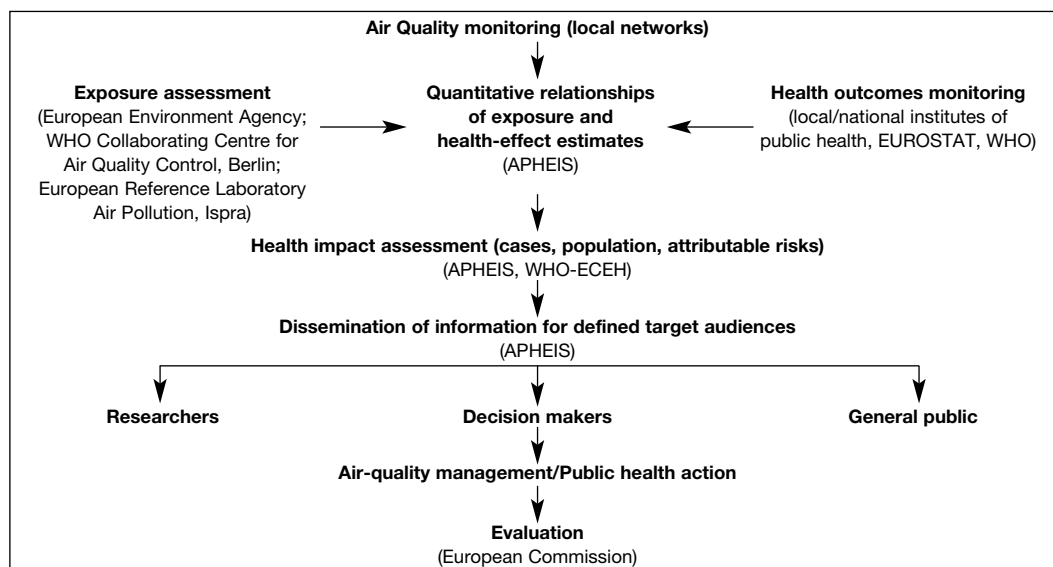 Air Quality monitoring (local networks)
Exposure assessment
(European Environment Agency;
WHO Collaborating Centre for
Air Quality Control, Berlin;
European Reference Laboratory
Air Pollution, Ispra)
Quantitative relationships
of exposure and
health-effect estimates
(APHEIS)
Health outcomes monitoring
(local/national institutes of
public health, EUROSTAT, WHO)
Health impact assessment (cases, population, attributable risks)
(APHEIS, WHO-ECEH)
Dissemination of information for defined target audiences
(APHEIS)
Researchers
Decision makers
General public
Air-quality management/Public health action
Evaluation
(European Commission)